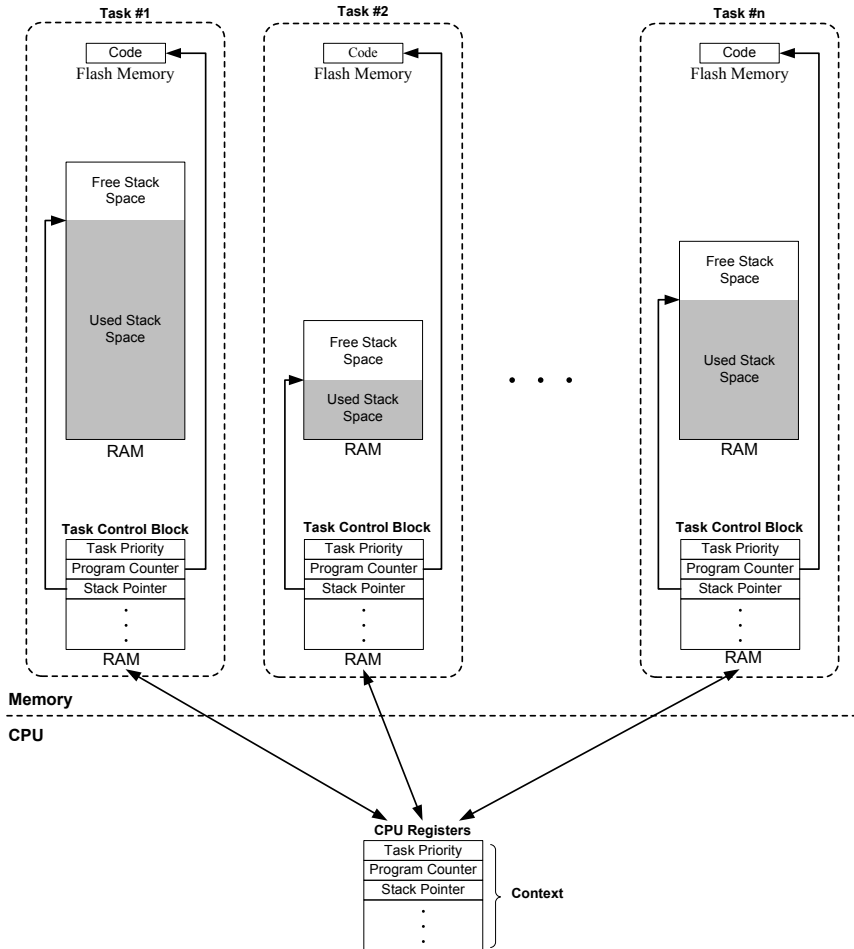 Task #1
Code
Flash Memory
Free Stack
Space
Used Stack
Space
RAM
Task Control Block
Task Priority
Program Counter
Stack Pointer
.
.
.
RAM
Task #2
Code
Flash Memory
Free Stack
Space
Used Stack
Space
RAM
Task Control Block
Task Priority
Program Counter
Stack Pointer
.
.
.
RAM
. . .
Task #n
Code
Flash Memory
Free Stack
Space
Used Stack
Space
RAM
Task Control Block
Task Priority
Program Counter
Stack Pointer
.
.
.
RAM
Memory
CPU
CPU Registers
Task Priority
Program Counter
Stack Pointer
.
.
.
Context